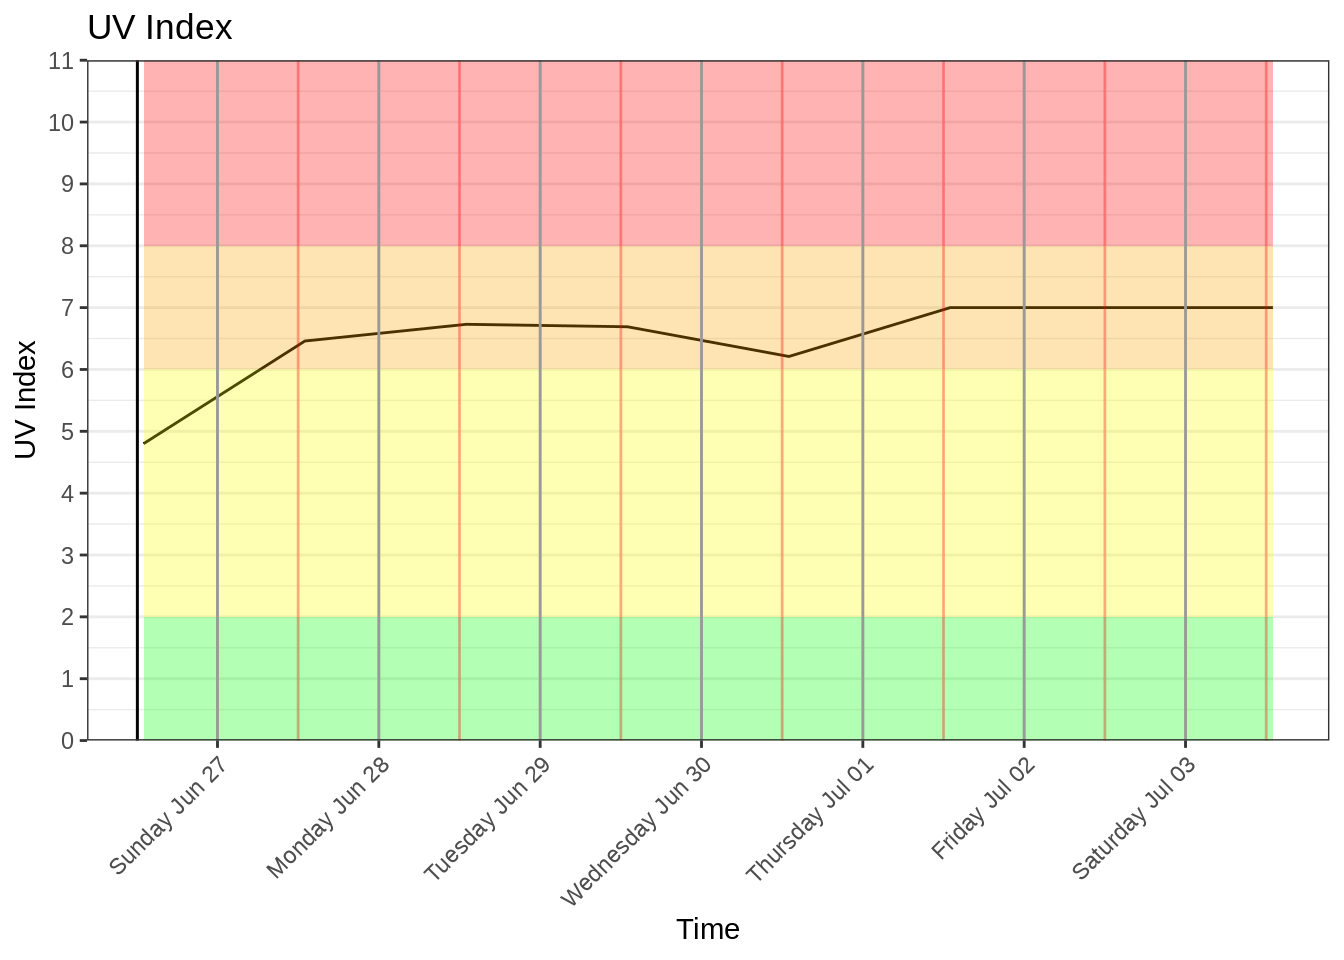 UV Index
11
10
9
8
7
6
5
4
3
2
1
0
UV Index
Sunday Jun 27
Monday Jun 28
Tuesday Jun 29
Wednesday Jun 30
Thursday Jul 01
Friday Jul 02
Saturday Jul 03
Time